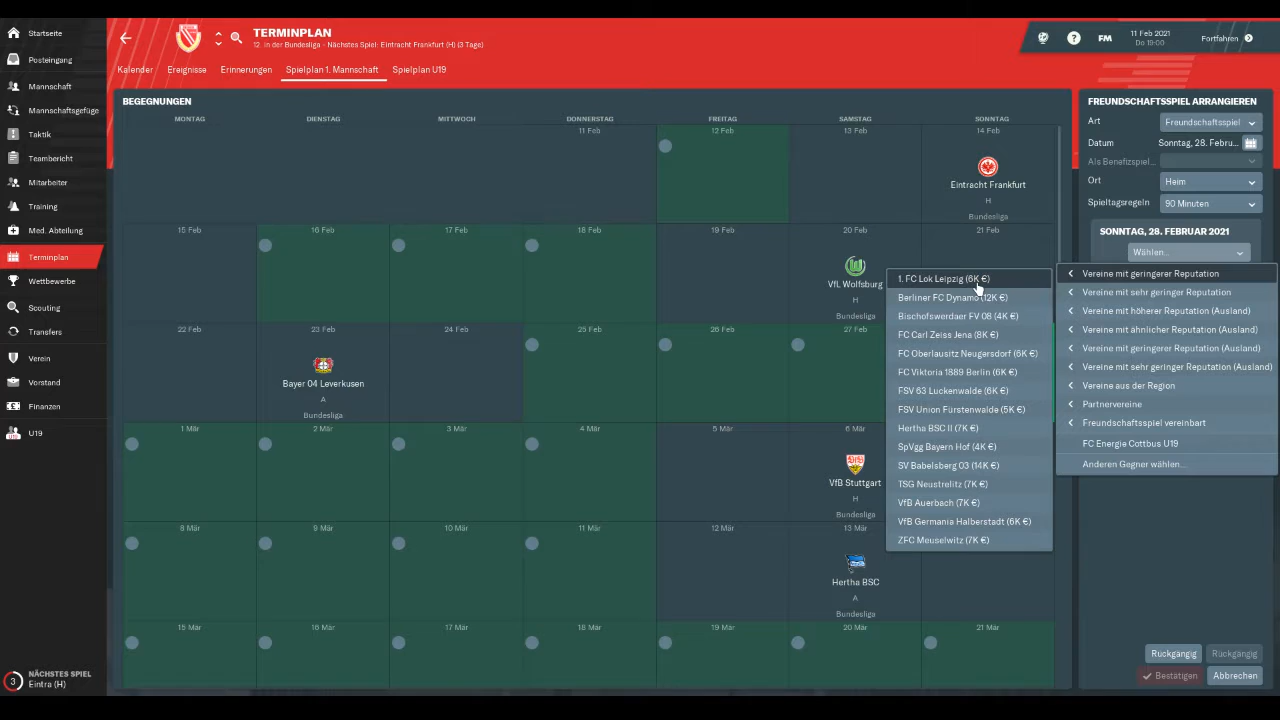 Startseite
Posteingang
Mannschaft
Mannschaftsgefüge
Taktik
Teambericht
Mitarbeiter
Training
Med. Abteilung
Terminplan
Wettbewerbe
Scouting
Transfers
Verein
Vorstand
Finanzen
U19
3
NÄCHSTES SPIEL
Eintra (H)
TERMINPLAN
12. in der Bundesliga - Nächstes Spiel: Eintracht Frankfurt (H) (3 Tage)
FM
11 Feb 2021
Do 19:00
Fortfahren
Kalender
Ereignisse
Erinnerungen
Spielplan 1. Mannschaft
Spielplan U19
BEGEGNUNGEN
MONTAG DIENSTAG MITTWOCH DONNERSTAG FREITAG SAMSTAG SONNTAG
11 Feb 12 Feb 13 Feb 14 Feb
Eintracht Frankfurt
H
Bundesliga
15 Feb 16 Feb 17 Feb 18 Feb 19 Feb 20 Feb 21 Feb
VfL Wolfsburg
H
Bundesliga
22 Feb 23 Feb 24 Feb 25 Feb 26 Feb 27 Feb
Bayer 04 Leverkusen
A
Bundesliga
1 Mär 2 Mär 3 Mär 4 Mär 5 Mär 6 Mär
VfB Stuttgart
H
Bundesliga
8 Mär 9 Mär 10 Mär 11 Mär 12 Mär 13 Mär
Hertha BSC
A
Bundesliga
15 Mär 16 Mär 17 Mär 18 Mär 19 Mär 20 Mär 21 Mär
1. FC Lok Leipzig (6K €)
Berliner FC Dynamo (12K €)
Bischofswerdaer FV 08 (4K €)
FC Carl Zeiss Jena (8K €)
FC Oberlausitz Neugersdorf (6K €)
FC Viktoria 1889 Berlin (6K €)
FSV 63 Luckenwalde (6K €)
FSV Union Fürstenwalde (5K €)
Hertha BSC II (7K €)
SpVgg Bayern Hof (4K €)
SV Babelsberg 03 (14K €)
TSG Neustrelitz (7K €)
VfB Auerbach (7K €)
VfB Germania Halberstadt (6K €)
ZFC Meuselwitz (7K €)
FREUNDSCHAFTSSPIEL ARRANGIEREN
Art Freundschaftsspiel
Datum Sonntag, 28. Febru...
Als Benefizspiel...
Ort Heim
Spieltagsregeln 90 Minuten
SONNTAG, 28. FEBRUAR 2021
Wählen...
Vereine mit geringerer Reputation
Vereine mit sehr geringer Reputation
Vereine mit höherer Reputation (Ausland)
Vereine mit ähnlicher Reputation (Ausland)
Vereine mit geringerer Reputation (Ausland)
Vereine mit sehr geringer Reputation (Ausland)
Vereine aus der Region
Partnervereine
Freundschaftsspiel vereinbart
FC Energie Cottbus U19
Anderen Gegner wählen...
Rückgängig
Rückgängig
Bestätigen
Abbrechen